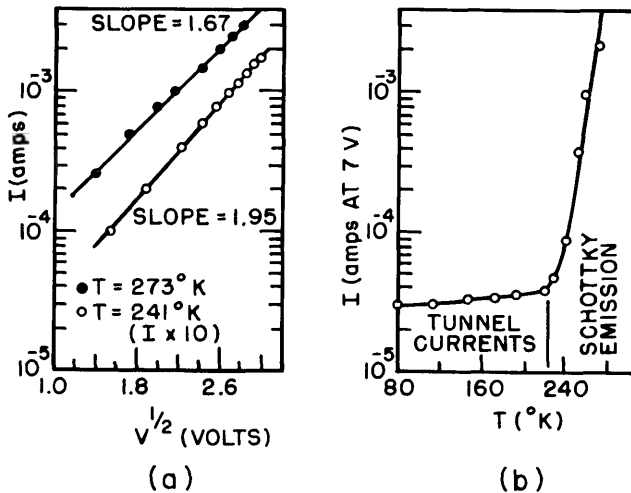 SLOPE = 1.67
SLOPE = 1.95
● T = 273°K
○ T = 241°K
(I x 10)
I (amps)
10⁻³
10⁻⁴
10⁻⁵
1.0 1.8 2.6
V^1/2 (VOLTS)
(a)
I (amps AT 7 V)
10⁻³
10⁻⁴
10⁻⁵
TUNNEL
CURRENTS
SCHOTTKY
EMISSION
80 160 240
T (°K)
(b)